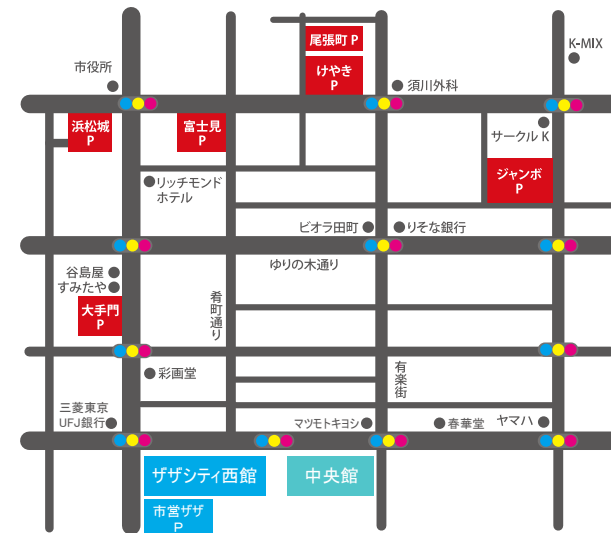 尾張町 P
けやき
P
K-MIX
市役所
須川外科
浜松城
P
富士見
P
サークル K
ジャンボ
P
リッチモンド
ホテル
ビオラ田町
りそな銀行
ゆりの木通り
谷島屋
すみたや
大手門
P
肴町通り
有楽街
彩画堂
三菱東京
UFJ銀行
マツモトキヨシ
春華堂
ヤマハ
ザザシティ西館
中央館
市営ザザ
P